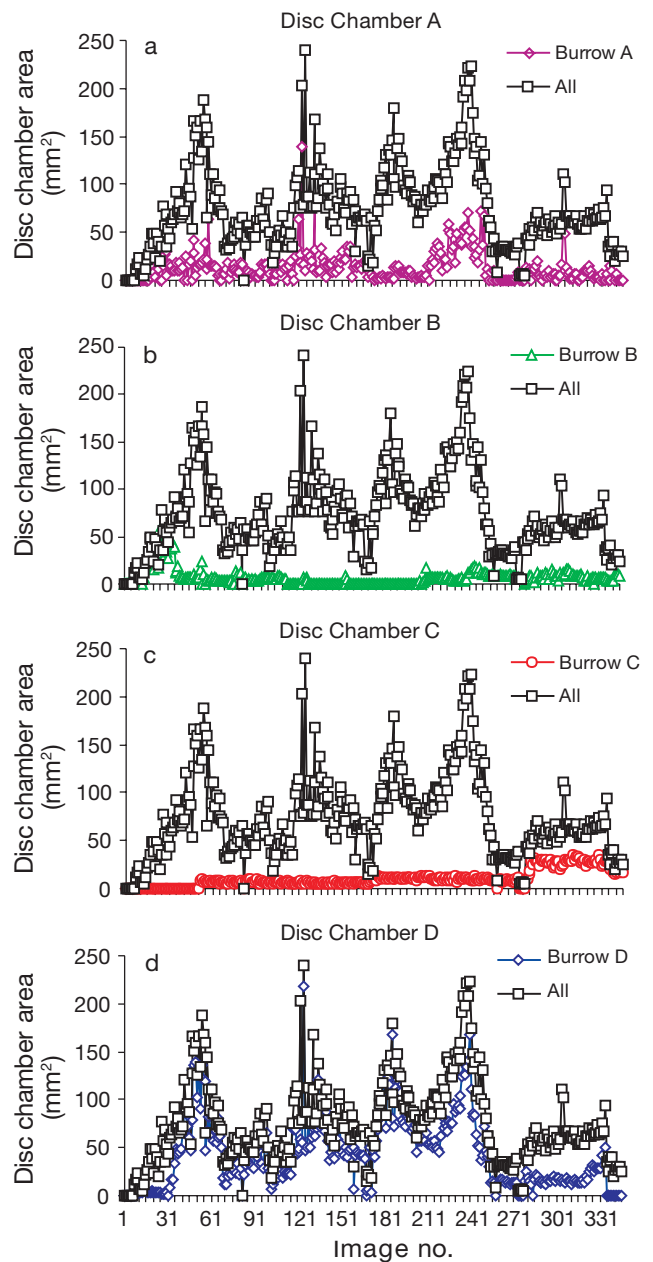 Disc Chamber A
a
Burrow A
All
250
200
150
100
50
0
Disc chamber area
(mm²)
Disc Chamber B
b
Burrow B
All
250
200
150
100
50
0
Disc chamber area
(mm²)
Disc Chamber C
c
Burrow C
All
250
200
150
100
50
0
Disc chamber area
(mm²)
Disc Chamber D
d
Burrow D
All
250
200
150
100
50
0
Disc chamber area
(mm²)
1 31 61 91 121 151 181 211 241 271 301 331
Image no.